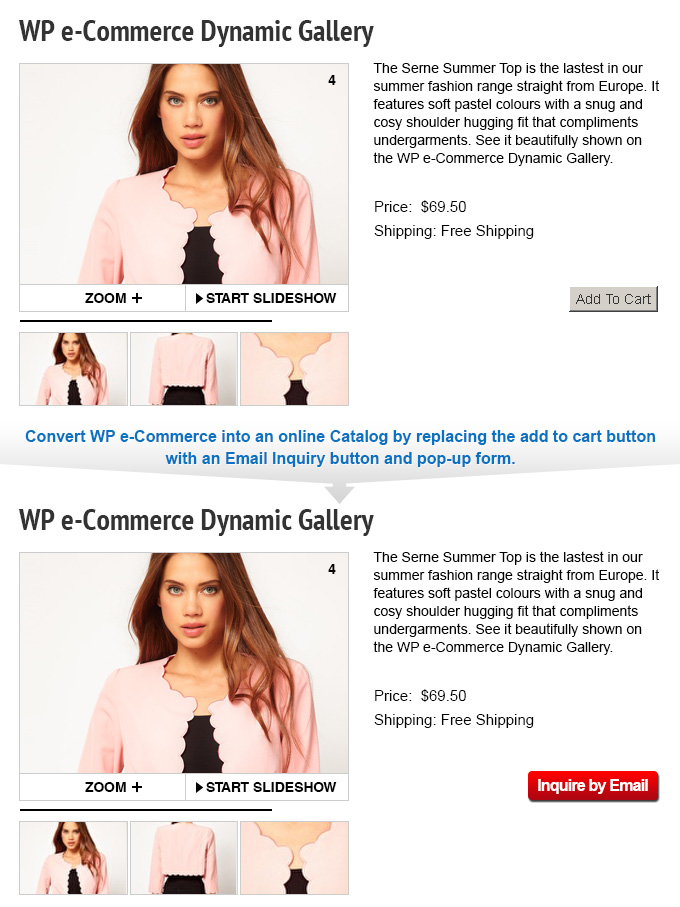 WP e-Commerce Dynamic Gallery
4
ZOOM +
START SLIDESHOW
The Serne Summer Top is the lastest in our
summer fashion range straight from Europe. It
features soft pastel colours with a snug and
cosy shoulder hugging fit that compliments
undergarments. See it beautifully shown on
the WP e-Commerce Dynamic Gallery.
Price: $69.50
Shipping: Free Shipping
Add To Cart
Convert WP e-Commerce into an online Catalog by replacing the add to cart button
with an Email Inquiry button and pop-up form.
WP e-Commerce Dynamic Gallery
4
ZOOM +
START SLIDESHOW
The Serne Summer Top is the lastest in our
summer fashion range straight from Europe. It
features soft pastel colours with a snug and
cosy shoulder hugging fit that compliments
undergarments. See it beautifully shown on
the WP e-Commerce Dynamic Gallery.
Price: $69.50
Shipping: Free Shipping
Inquire by Email